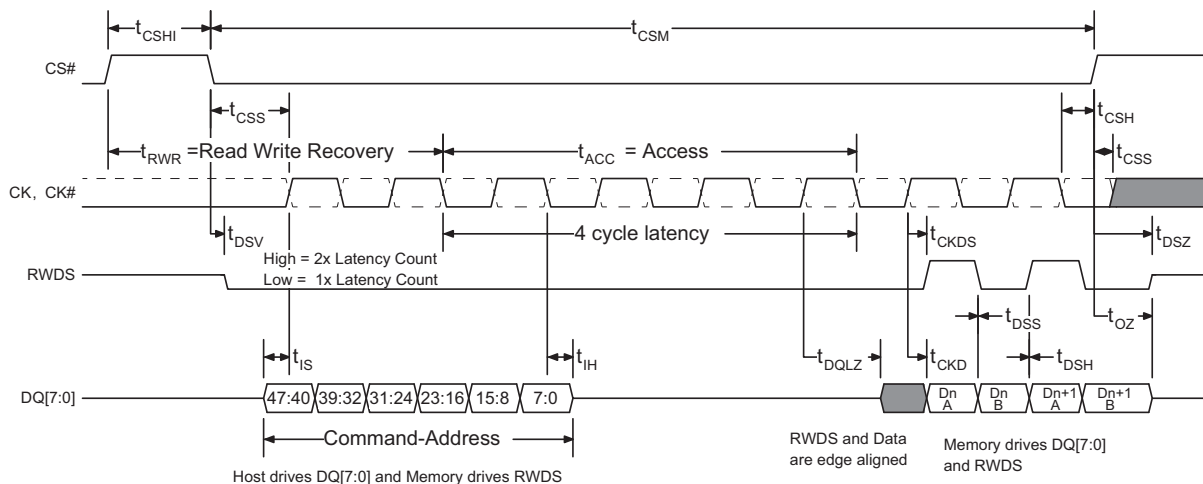 tCSHI
tCSM
CS#
tCSS
tCSH
tRWR =Read Write Recovery
tACC = Access
tCSS
CK, CK#
tDSV
4 cycle latency
tCKDS
tDSZ
High = 2x Latency Count
Low = 1x Latency Count
RWDS
tDSS
tOZ
tIS
tIH
tDQLZ
tCKD
tDSH
DQ[7:0]
47:40 39:32 31:24 23:16 15:8 7:0
Dn A
Dn B
Dn+1 A
Dn+1 B
Command-Address
RWDS and Data
are edge aligned
Memory drives DQ[7:0]
and RWDS
Host drives DQ[7:0] and Memory drives RWDS